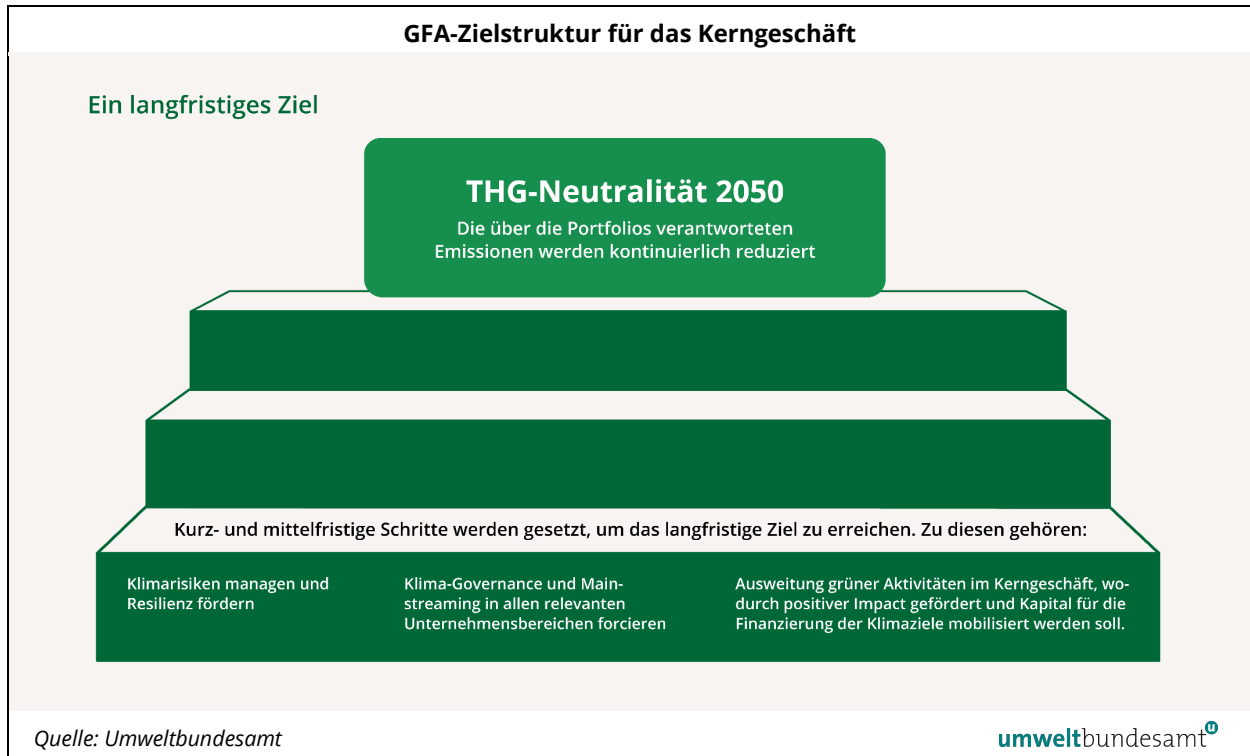 GFA-Zielstruktur für das Kerngeschäft
Ein langfristiges Ziel
THG-Neutralität 2050
Die über die Portfolios verantworteten
Emissionen werden kontinuierlich reduziert
Kurz- und mittelfristige Schritte werden gesetzt, um das langfristige Ziel zu erreichen. Zu diesen gehören:
Klimarisiken managen und
Resilienz fördern
Klima-Governance und Main-
streaming in allen relevanten
Unternehmensbereichen forcieren
Ausweitung grüner Aktivitäten im Kerngeschäft, wo-
durch positiver Impact gefördert und Kapital für die
Finanzierung der Klimaziele mobilisiert werden soll.
Quelle: Umweltbundesamt
umweltbundesamt u